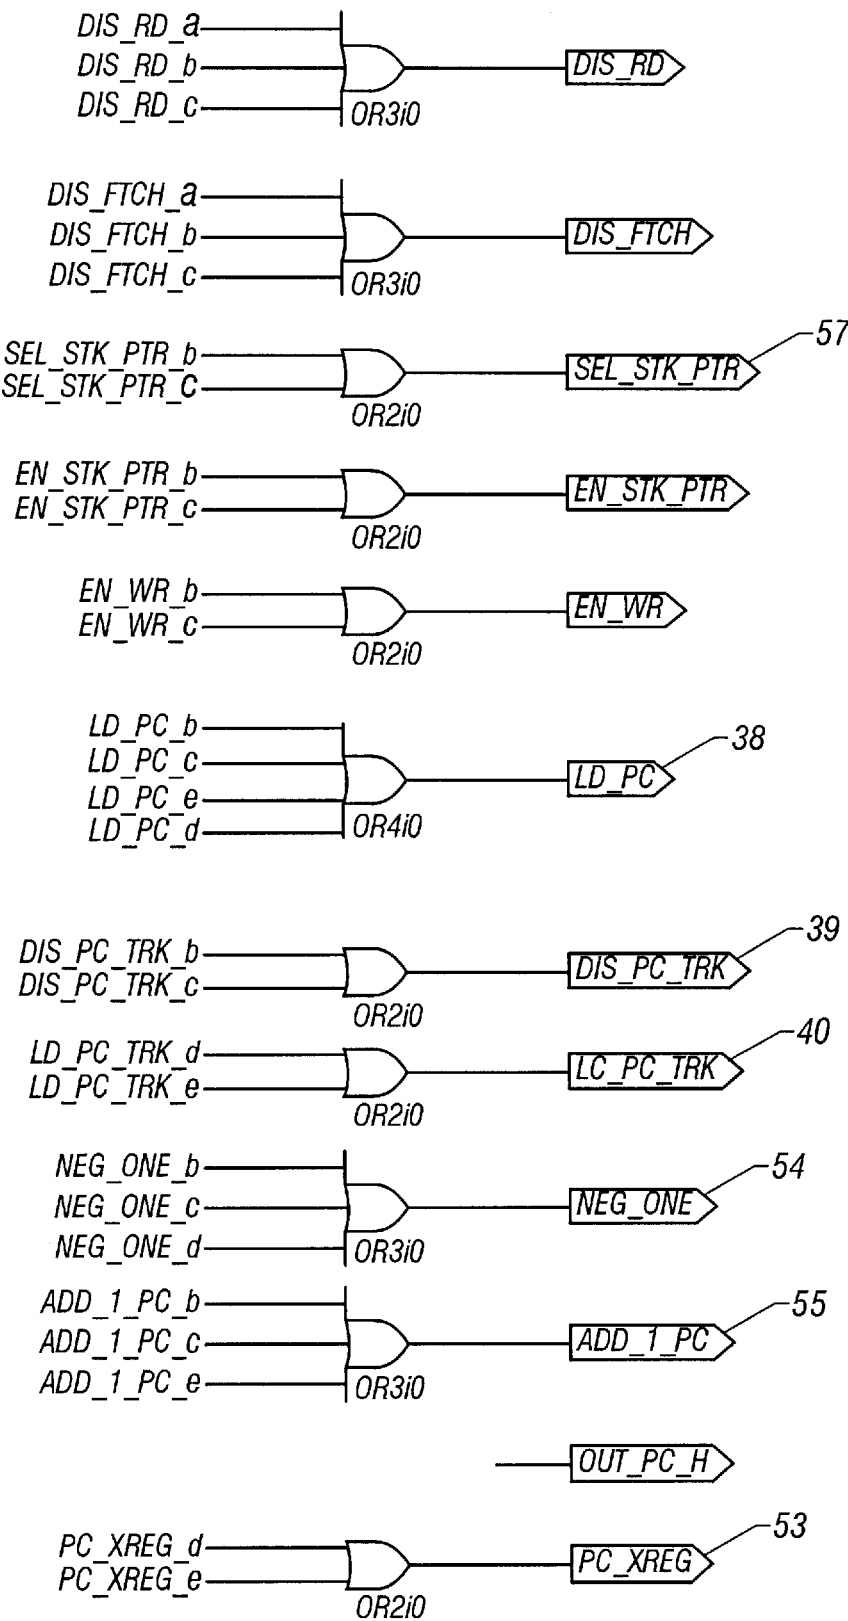 DIS_RD_a
DIS_RD_b
DIS_RD_c
OR3i0
DIS_RD
DIS_FTCH_a
DIS_FTCH_b
DIS_FTCH_c
OR3i0
DIS_FTCH
SEL_STK_PTR_b
SEL_STK_PTR_C
OR2i0
SEL_STK_PTR
57
EN_STK_PTR_b
EN_STK_PTR_c
OR2i0
EN_STK_PTR
EN_WR_b
EN_WR_c
OR2i0
EN_WR
LD_PC_b
LD_PC_c
LD_PC_e
LD_PC_d
OR4i0
LD_PC
38
DIS_PC_TRK_b
DIS_PC_TRK_c
OR2i0
DIS_PC_TRK
39
LD_PC_TRK_d
LD_PC_TRK_e
OR2i0
LC_PC_TRK
40
NEG_ONE_b
NEG_ONE_c
NEG_ONE_d
OR3i0
NEG_ONE
54
ADD_1_PC_b
ADD_1_PC_c
ADD_1_PC_e
OR3i0
ADD_1_PC
55
OUT_PC_H
PC_XREG_d
PC_XREG_e
OR2i0
PC_XREG
53